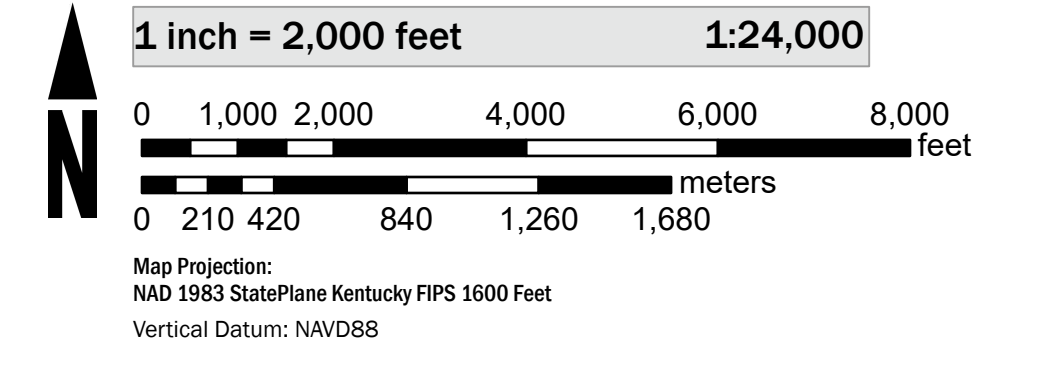 1 inch = 2,000 feet 1:24,000
0 1,000 2,000 4,000 6,000 8,000
feet
meters
0 210 420 840 1,260 1,680
N
Map Projection:
NAD 1983 StatePlane Kentucky FIPS 1600 Feet
Vertical Datum: NAVD88